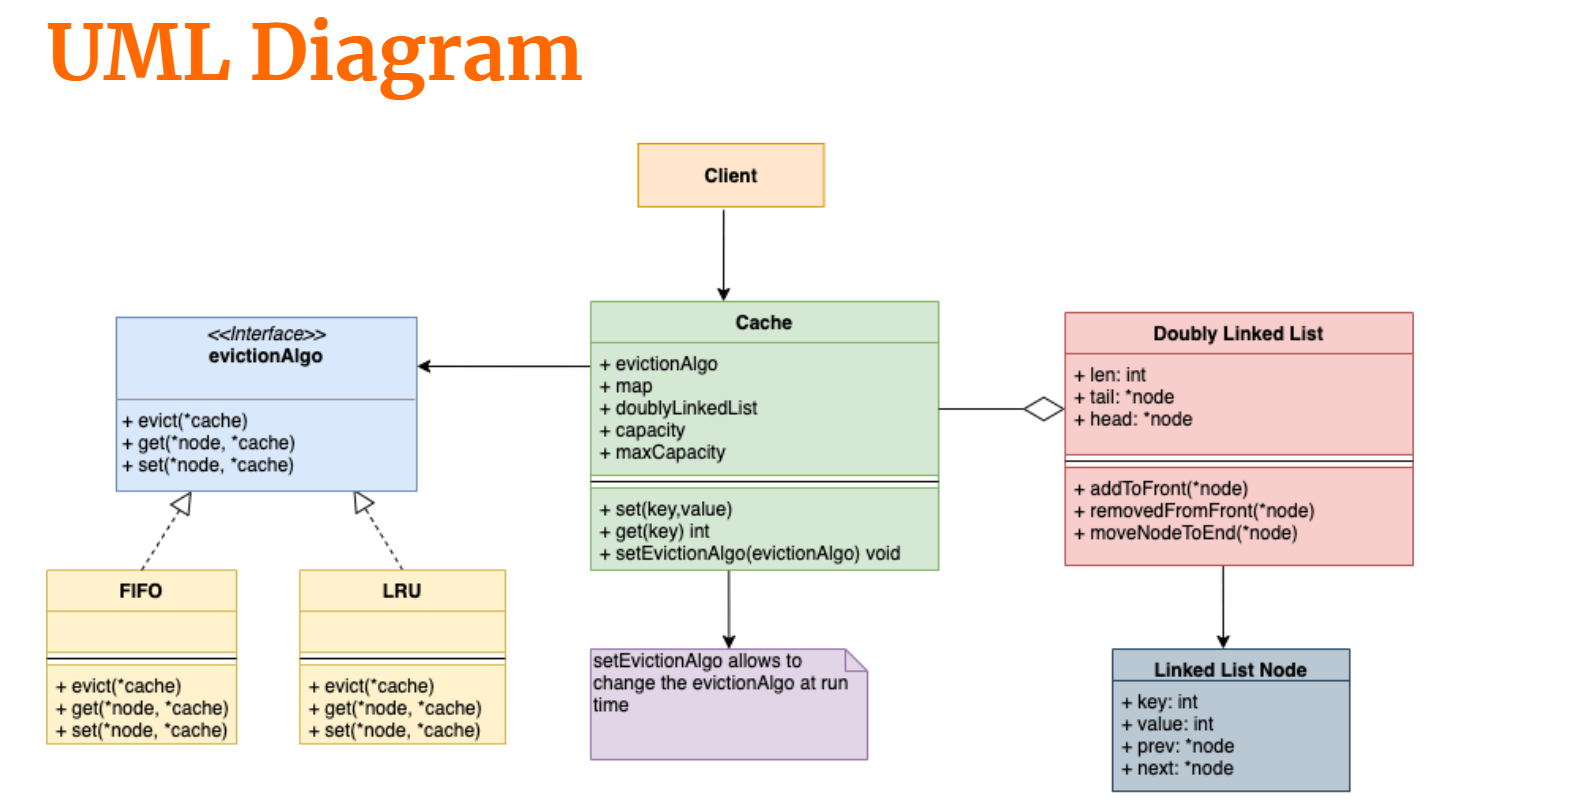 UML Diagram
Client
<<Interface>>
evictionAlgo
+ evict(*cache)
+ get(*node, *cache)
+ set(*node, *cache)
Cache
+ evictionAlgo
+ map
+ doublyLinkedList
+ capacity
+ maxCapacity
+ set(key,value)
+ get(key) int
+ setEvictionAlgo(evictionAlgo) void
Doubly Linked List
+ len: int
+ tail: *node
+ head: *node
+ addToFront(*node)
+ removedFromFront(*node)
+ moveNodeToEnd(*node)
FIFO
+ evict(*cache)
+ get(*node, *cache)
+ set(*node, *cache)
LRU
+ evict(*cache)
+ get(*node, *cache)
+ set(*node, *cache)
setEvictionAlgo allows to
change the evictionAlgo at run
time
Linked List Node
+ key: int
+ value: int
+ prev: *node
+ next: *node